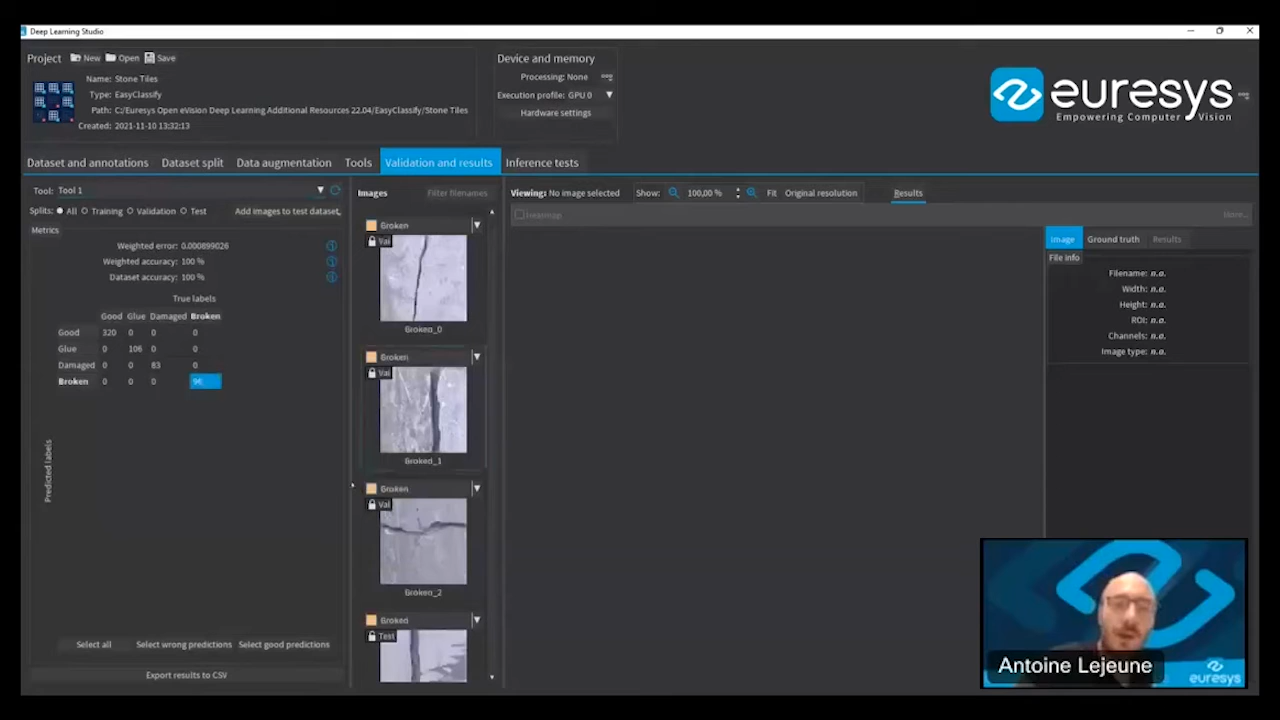 Deep Learning Studio
Project New Open Save
Name: Stone Tiles
Type: EasyClassify
Path: C:/Euresys Open eVision Deep Learning Additional Resources 22.04/EasyClassify/Stone Tiles
Created: 2021-11-10 13:32:13
Device and memory
Processing: None
Execution profile: GPU 0
Hardware settings
euresys
Empowering Computer Vision
Dataset and annotations Dataset split Data augmentation Tools Validation and results Inference tests
Tool: Tool 1
Splits: All Training Validation Test Add images to test dataset
Metrics
Weighted error: 0.000899026
Weighted accuracy: 100 %
Dataset accuracy: 100 %
True labels
Good Glue Damaged Broken
Good 320 0 0 0
Glue 0 106 0 0
Damaged 0 0 83 0
Broken 0 0 0
Predicted labels
Select all Select wrong predictions Select good predictions
Export results to CSV
Images Filter filenames
Broken
Val
Broken_0
Broken
Val
Broken_1
Broken
Val
Broken_2
Broken
Test
Viewing: No image selected Show: 100,00 % Fit Original resolution Results
Heatmap More...
Image Ground truth Results
File info
Filename: n.a.
Width: n.a.
Height: n.a.
ROI: n.a.
Channels: n.a.
Image type: n.a.
Antoine Lejeune
euresys